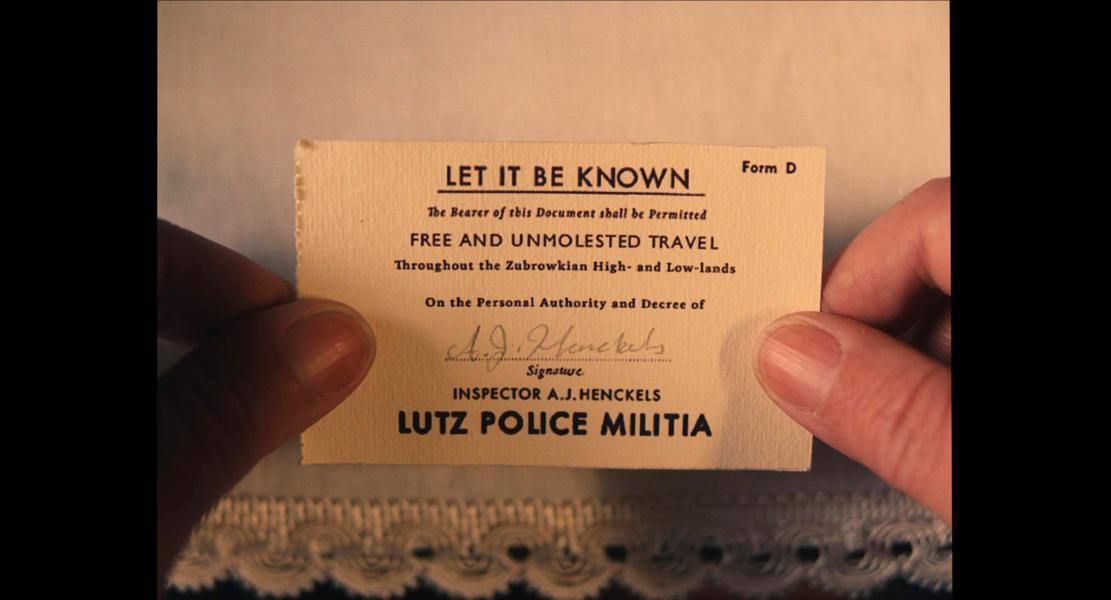 Form D
LET IT BE KNOWN
The Bearer of this Document shall be Permitted
FREE AND UNMOLESTED TRAVEL
Throughout the Zubrowkian High- and Low-lands
On the Personal Authority and Decree of
A.J. Henckels
Signature
INSPECTOR A.J. HENCKELS
LUTZ POLICE MILITIA